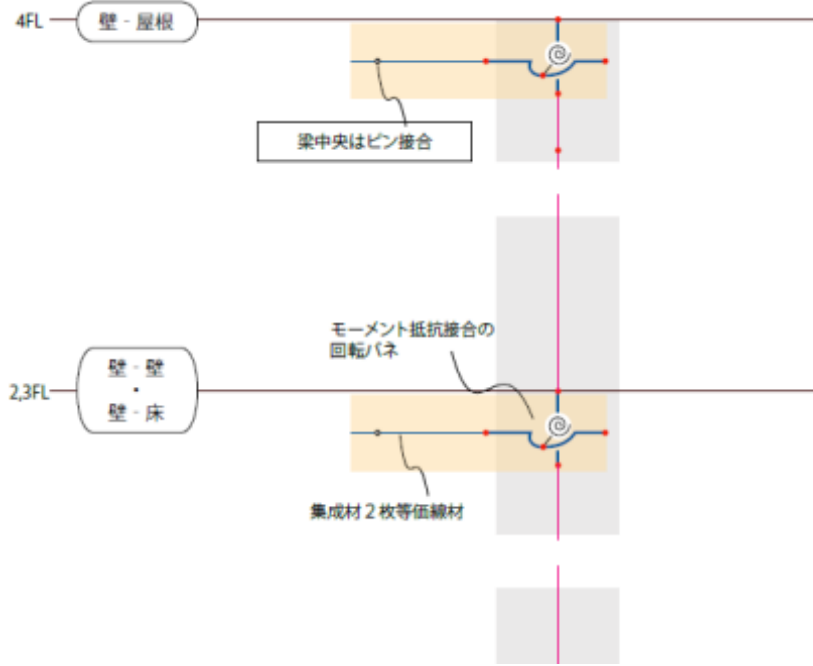 4FL
壁‐屋根
梁中央はピン接合
モーメント抵抗接合の
回転バネ
2,3FL
壁‐壁
・
壁‐床
集成材２枚等価線材